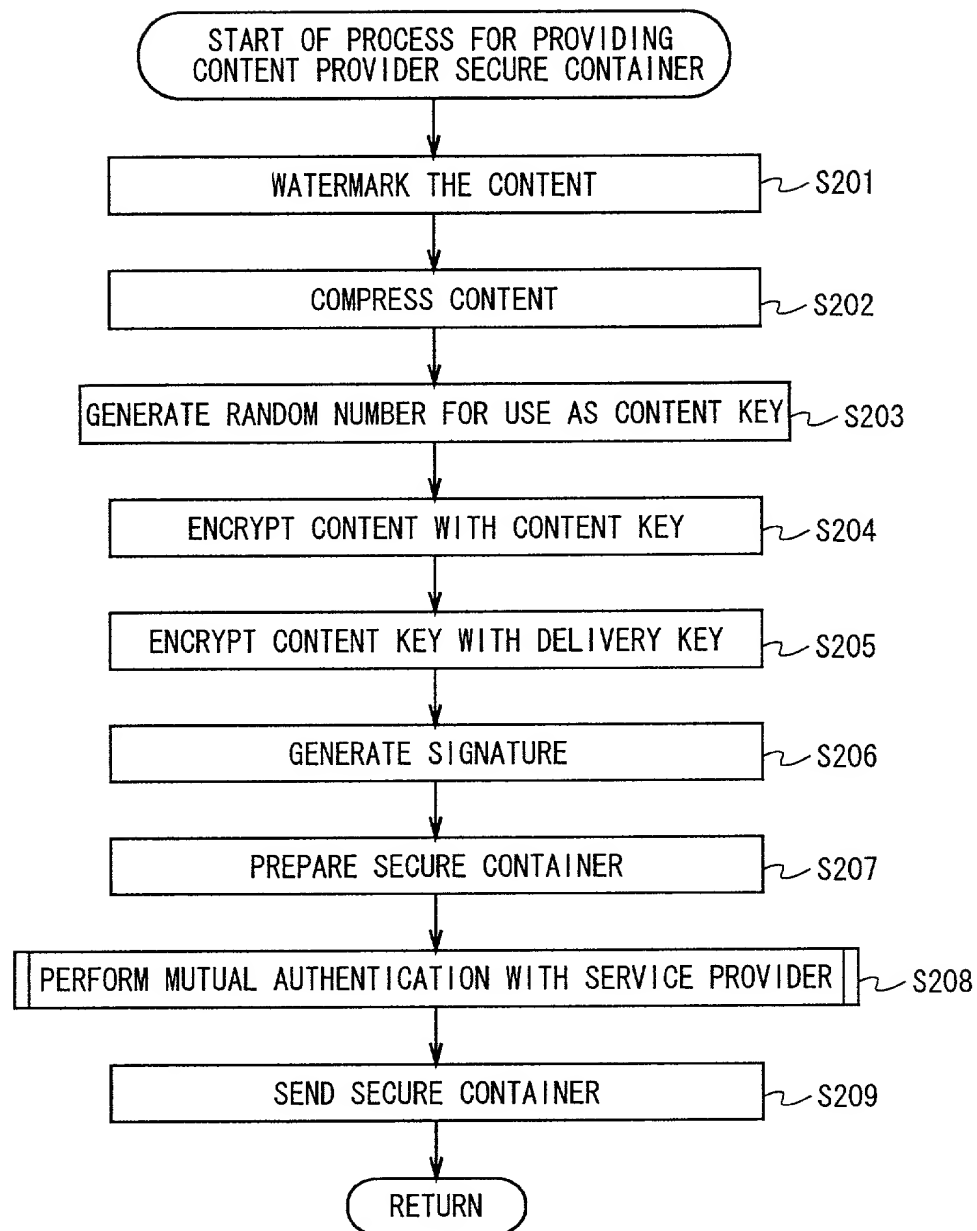 START OF PROCESS FOR PROVIDING
CONTENT PROVIDER SECURE CONTAINER
WATERMARK THE CONTENT
S201
COMPRESS CONTENT
S202
GENERATE RANDOM NUMBER FOR USE AS CONTENT KEY
S203
ENCRYPT CONTENT WITH CONTENT KEY
S204
ENCRYPT CONTENT KEY WITH DELIVERY KEY
S205
GENERATE SIGNATURE
S206
PREPARE SECURE CONTAINER
S207
PERFORM MUTUAL AUTHENTICATION WITH SERVICE PROVIDER
S208
SEND SECURE CONTAINER
S209
RETURN